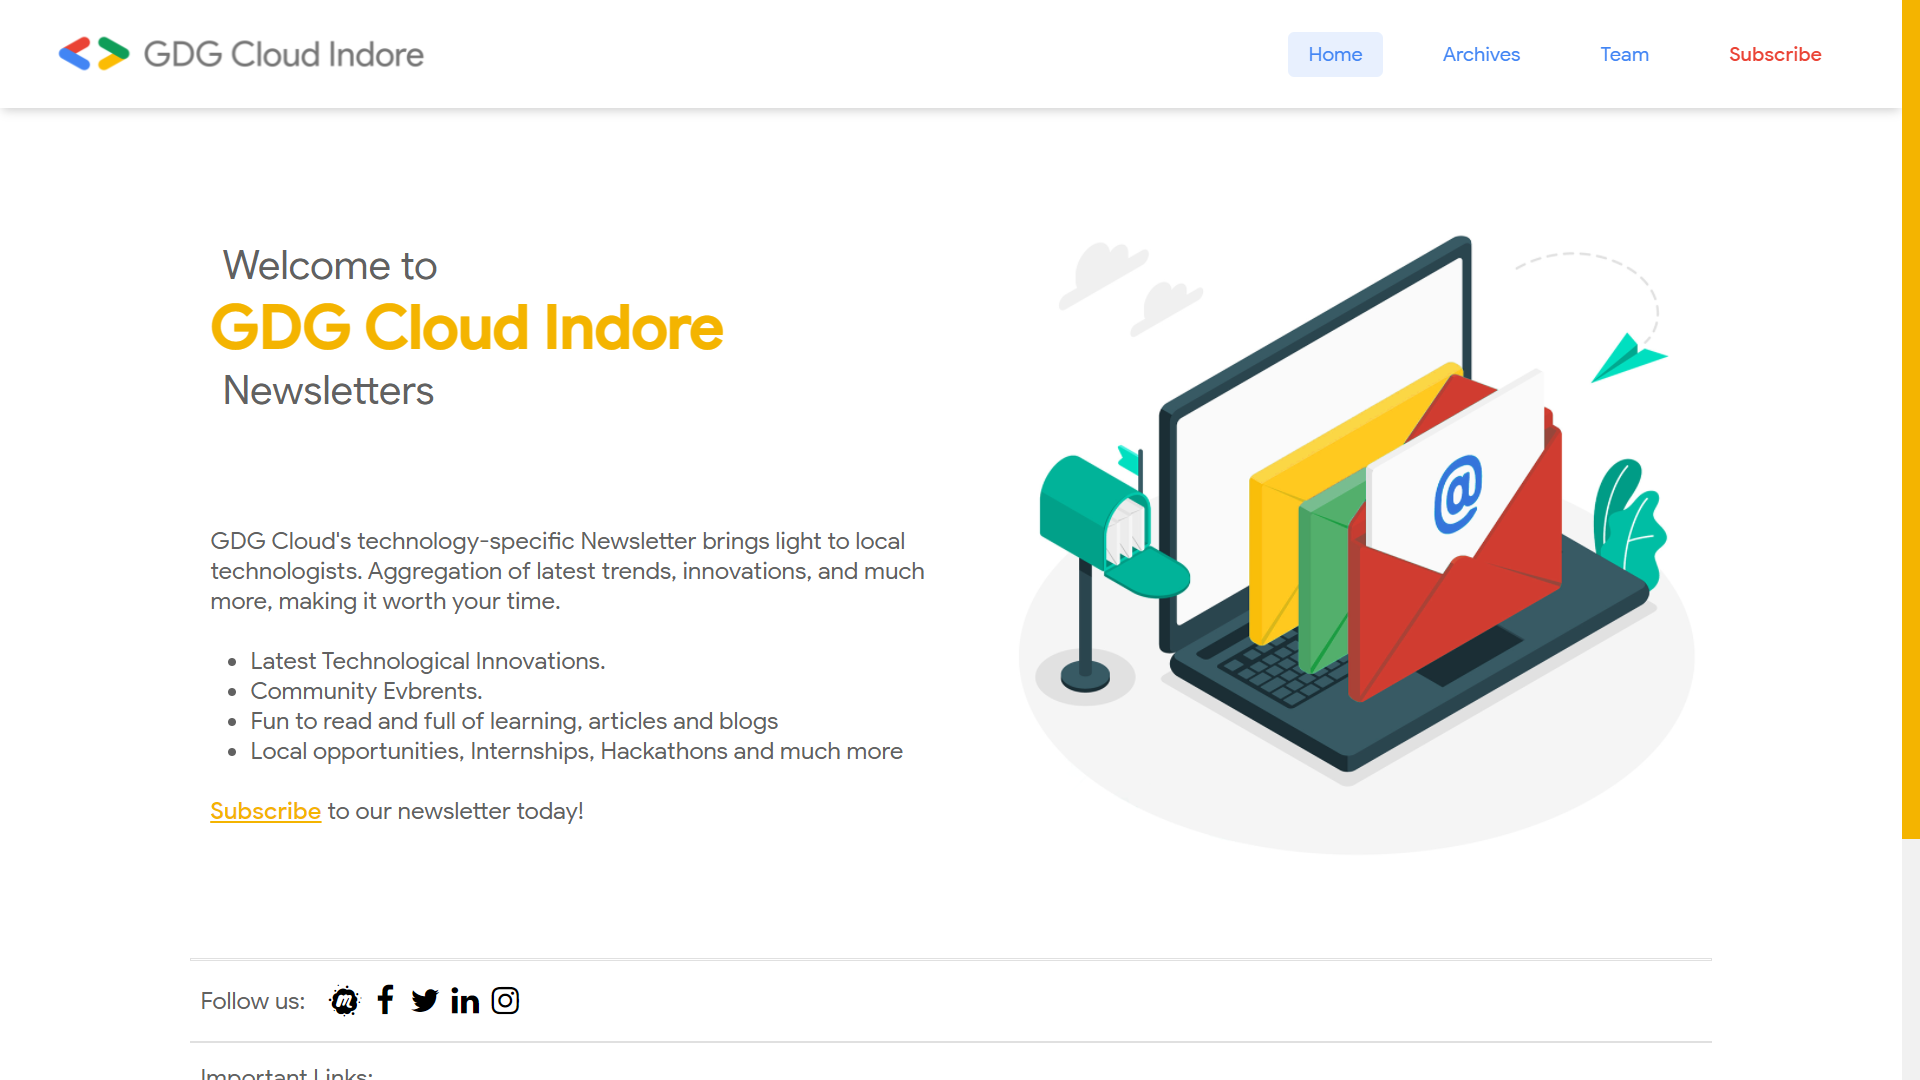 GDG Cloud Indore
Home
Archives
Team
Subscribe
Welcome to
GDG Cloud Indore
Newsletters
GDG Cloud's technology-specific Newsletter brings light to local
technologists. Aggregation of latest trends, innovations, and much
more, making it worth your time.
• Latest Technological Innovations.
• Community Evbrents.
• Fun to read and full of learning, articles and blogs
• Local opportunities, Internships, Hackathons and much more
Subscribe to our newsletter today!
@
Follow us:
Important Links: